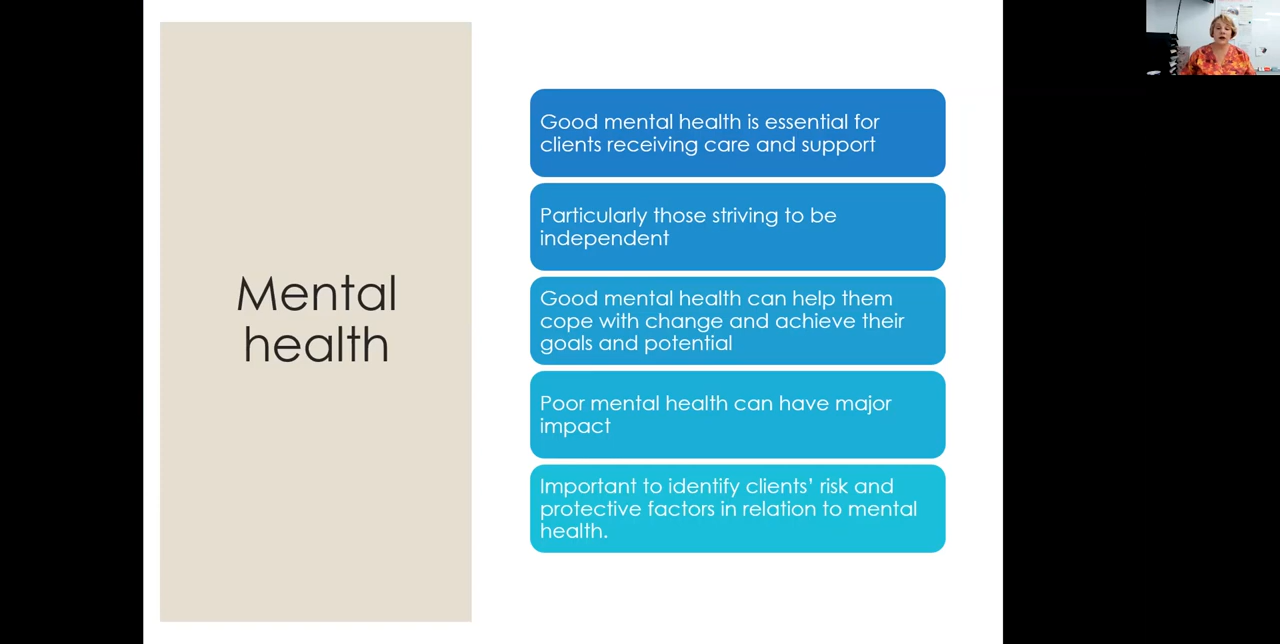 Mental
health
Good mental health is essential for
clients receiving care and support
Particularly those striving to be
independent
Good mental health can help them
cope with change and achieve their
goals and potential
Poor mental health can have major
impact
Important to identify clients’ risk and
protective factors in relation to mental
health.